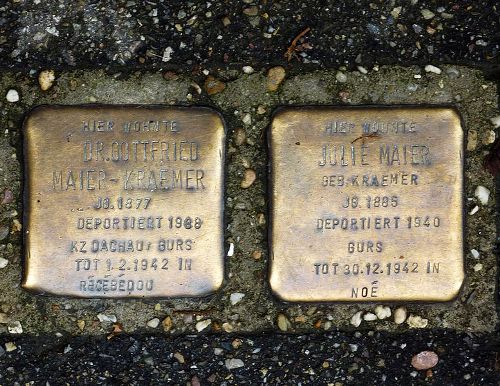 HIER WOHNTE
DR. GOTTFRIED
MAIER-KRAEMER
JG. 1877
DEPORTIERT 1938
KZ DACHAU/GURS
TOT 1.2.1942 IN
RÉCÉBÉDOU
HIER WOHNTE
JULIE MAIER
GEB. KRAEMER
JG. 1885
DEPORTIERT 1940
GURS
TOT 30.12.1942 IN
NOÉ